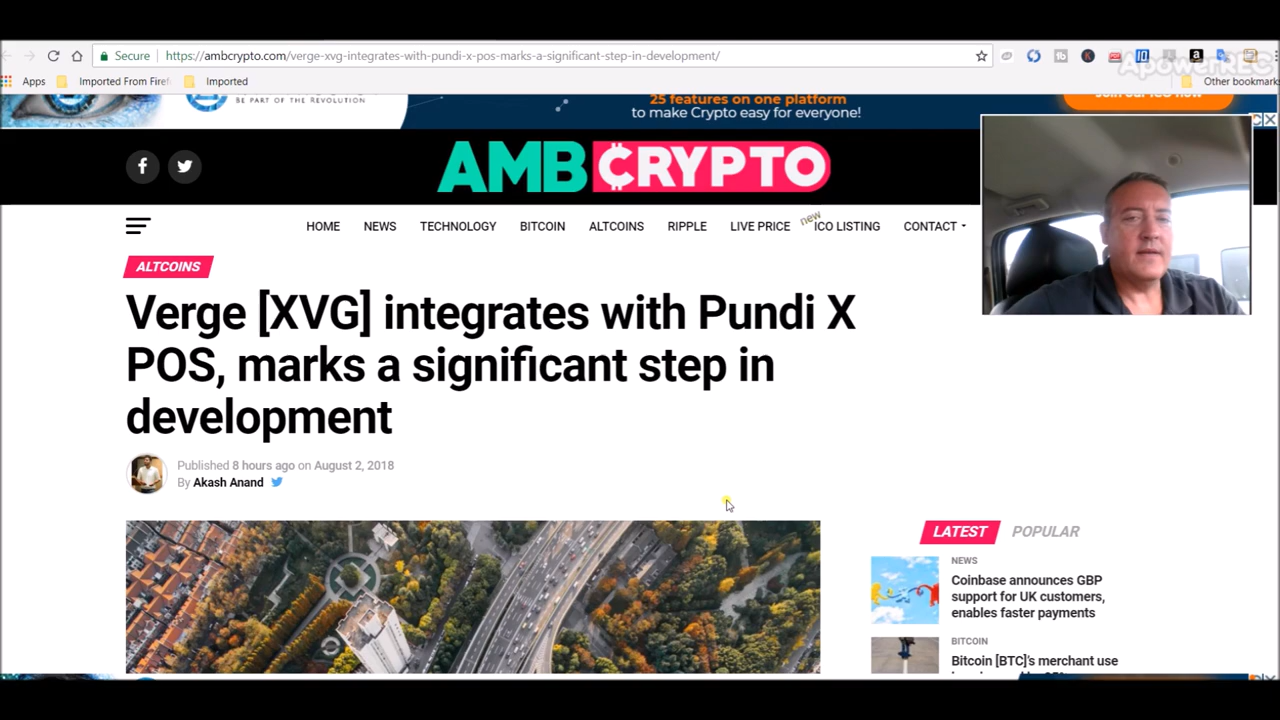 Secure
https://ambcrypto.com/verge-xvg-integrates-with-pundi-x-pos-marks-a-significant-step-in-development/
ApowerREC
Apps
Imported From Firef
Imported
Other bookmarks
BE PART OF THE REVOLUTION
25 features on one platform
to make Crypto easy for everyone!
AMBCRYPTO
HOME
NEWS
TECHNOLOGY
BITCOIN
ALTCOINS
RIPPLE
LIVE PRICE
new
ICO LISTING
CONTACT
ALTCOINS
Verge [XVG] integrates with Pundi X
POS, marks a significant step in
development
Published 8 hours ago on August 2, 2018
By Akash Anand
LATEST
POPULAR
NEWS
Coinbase announces GBP
support for UK customers,
enables faster payments
BITCOIN
Bitcoin [BTC]'s merchant use